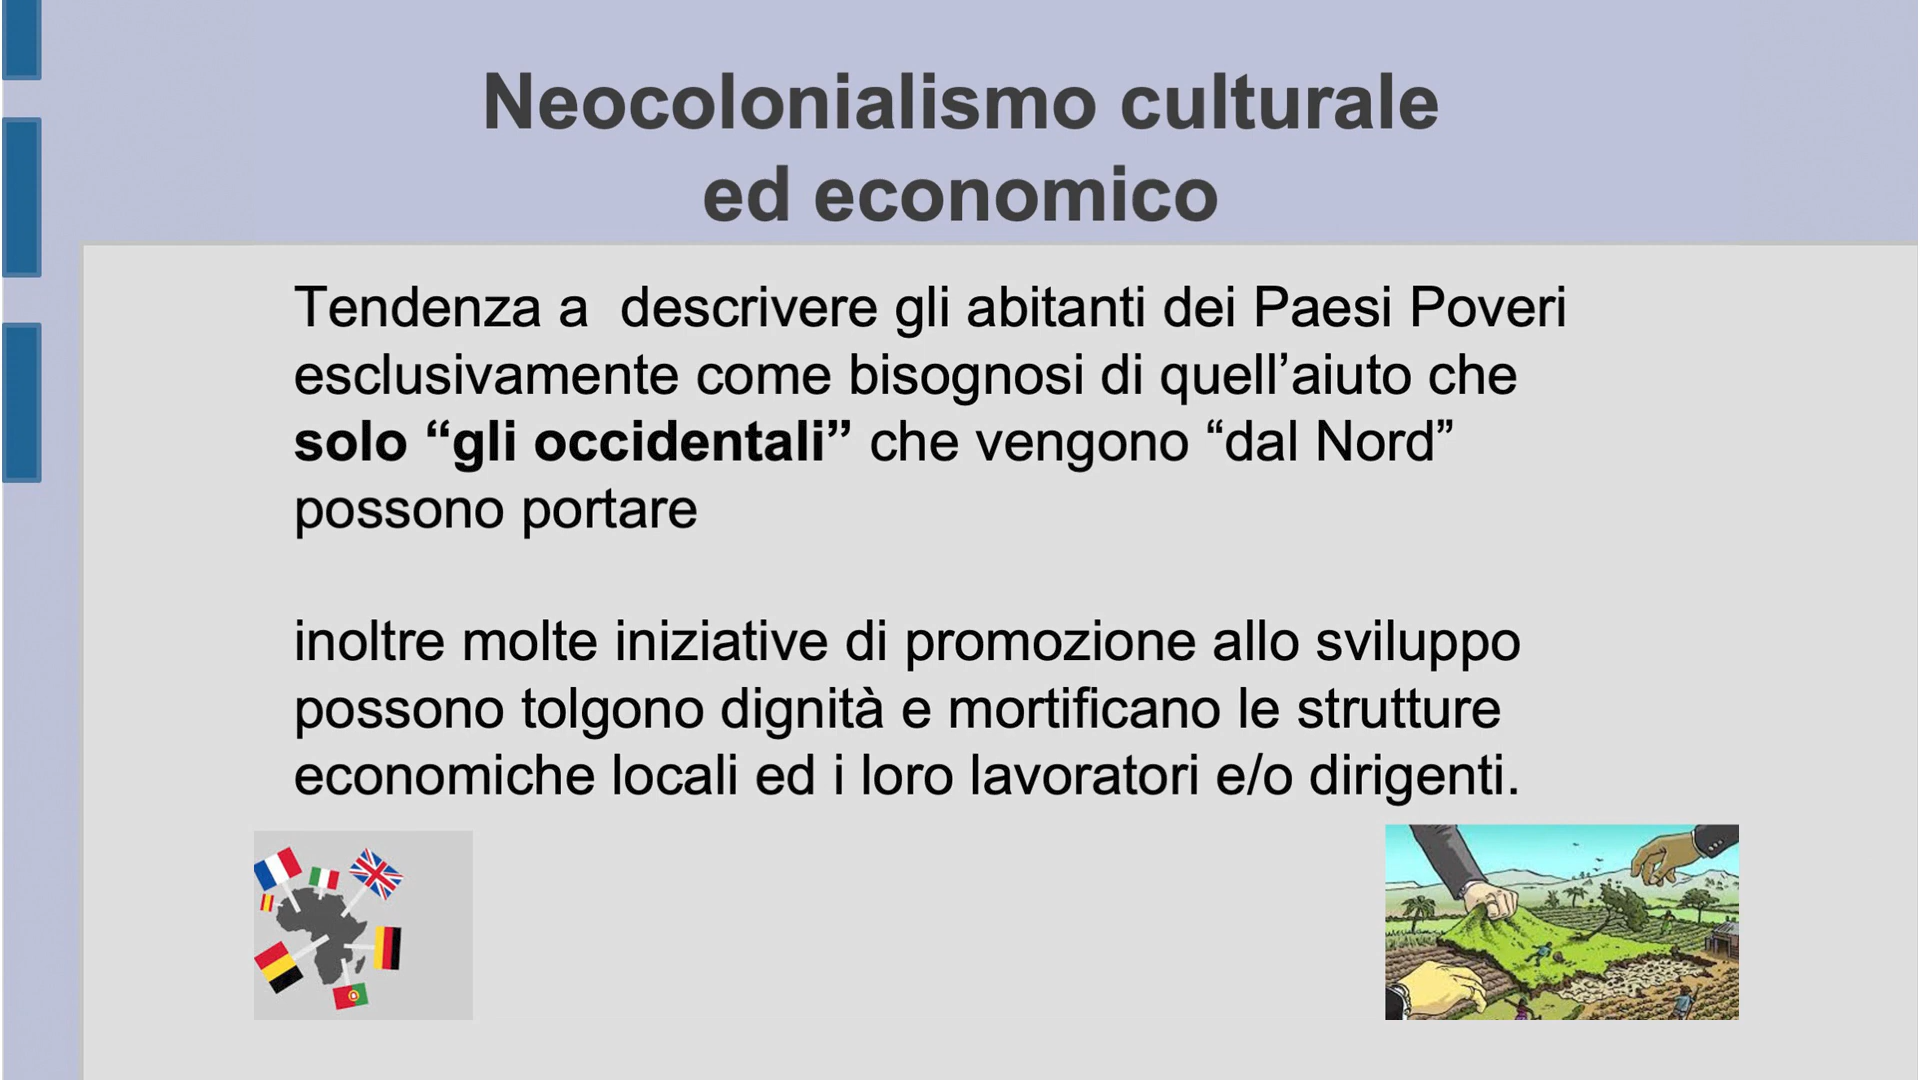 Neocolonialismo culturale
ed economico
Tendenza a  descrivere gli abitanti dei Paesi Poveri
esclusivamente come bisognosi di quell’aiuto che
solo “gli occidentali” che vengono “dal Nord”
possono portare
inoltre molte iniziative di promozione allo sviluppo
possono tolgono dignità e mortificano le strutture
economiche locali ed i loro lavoratori e/o dirigenti.